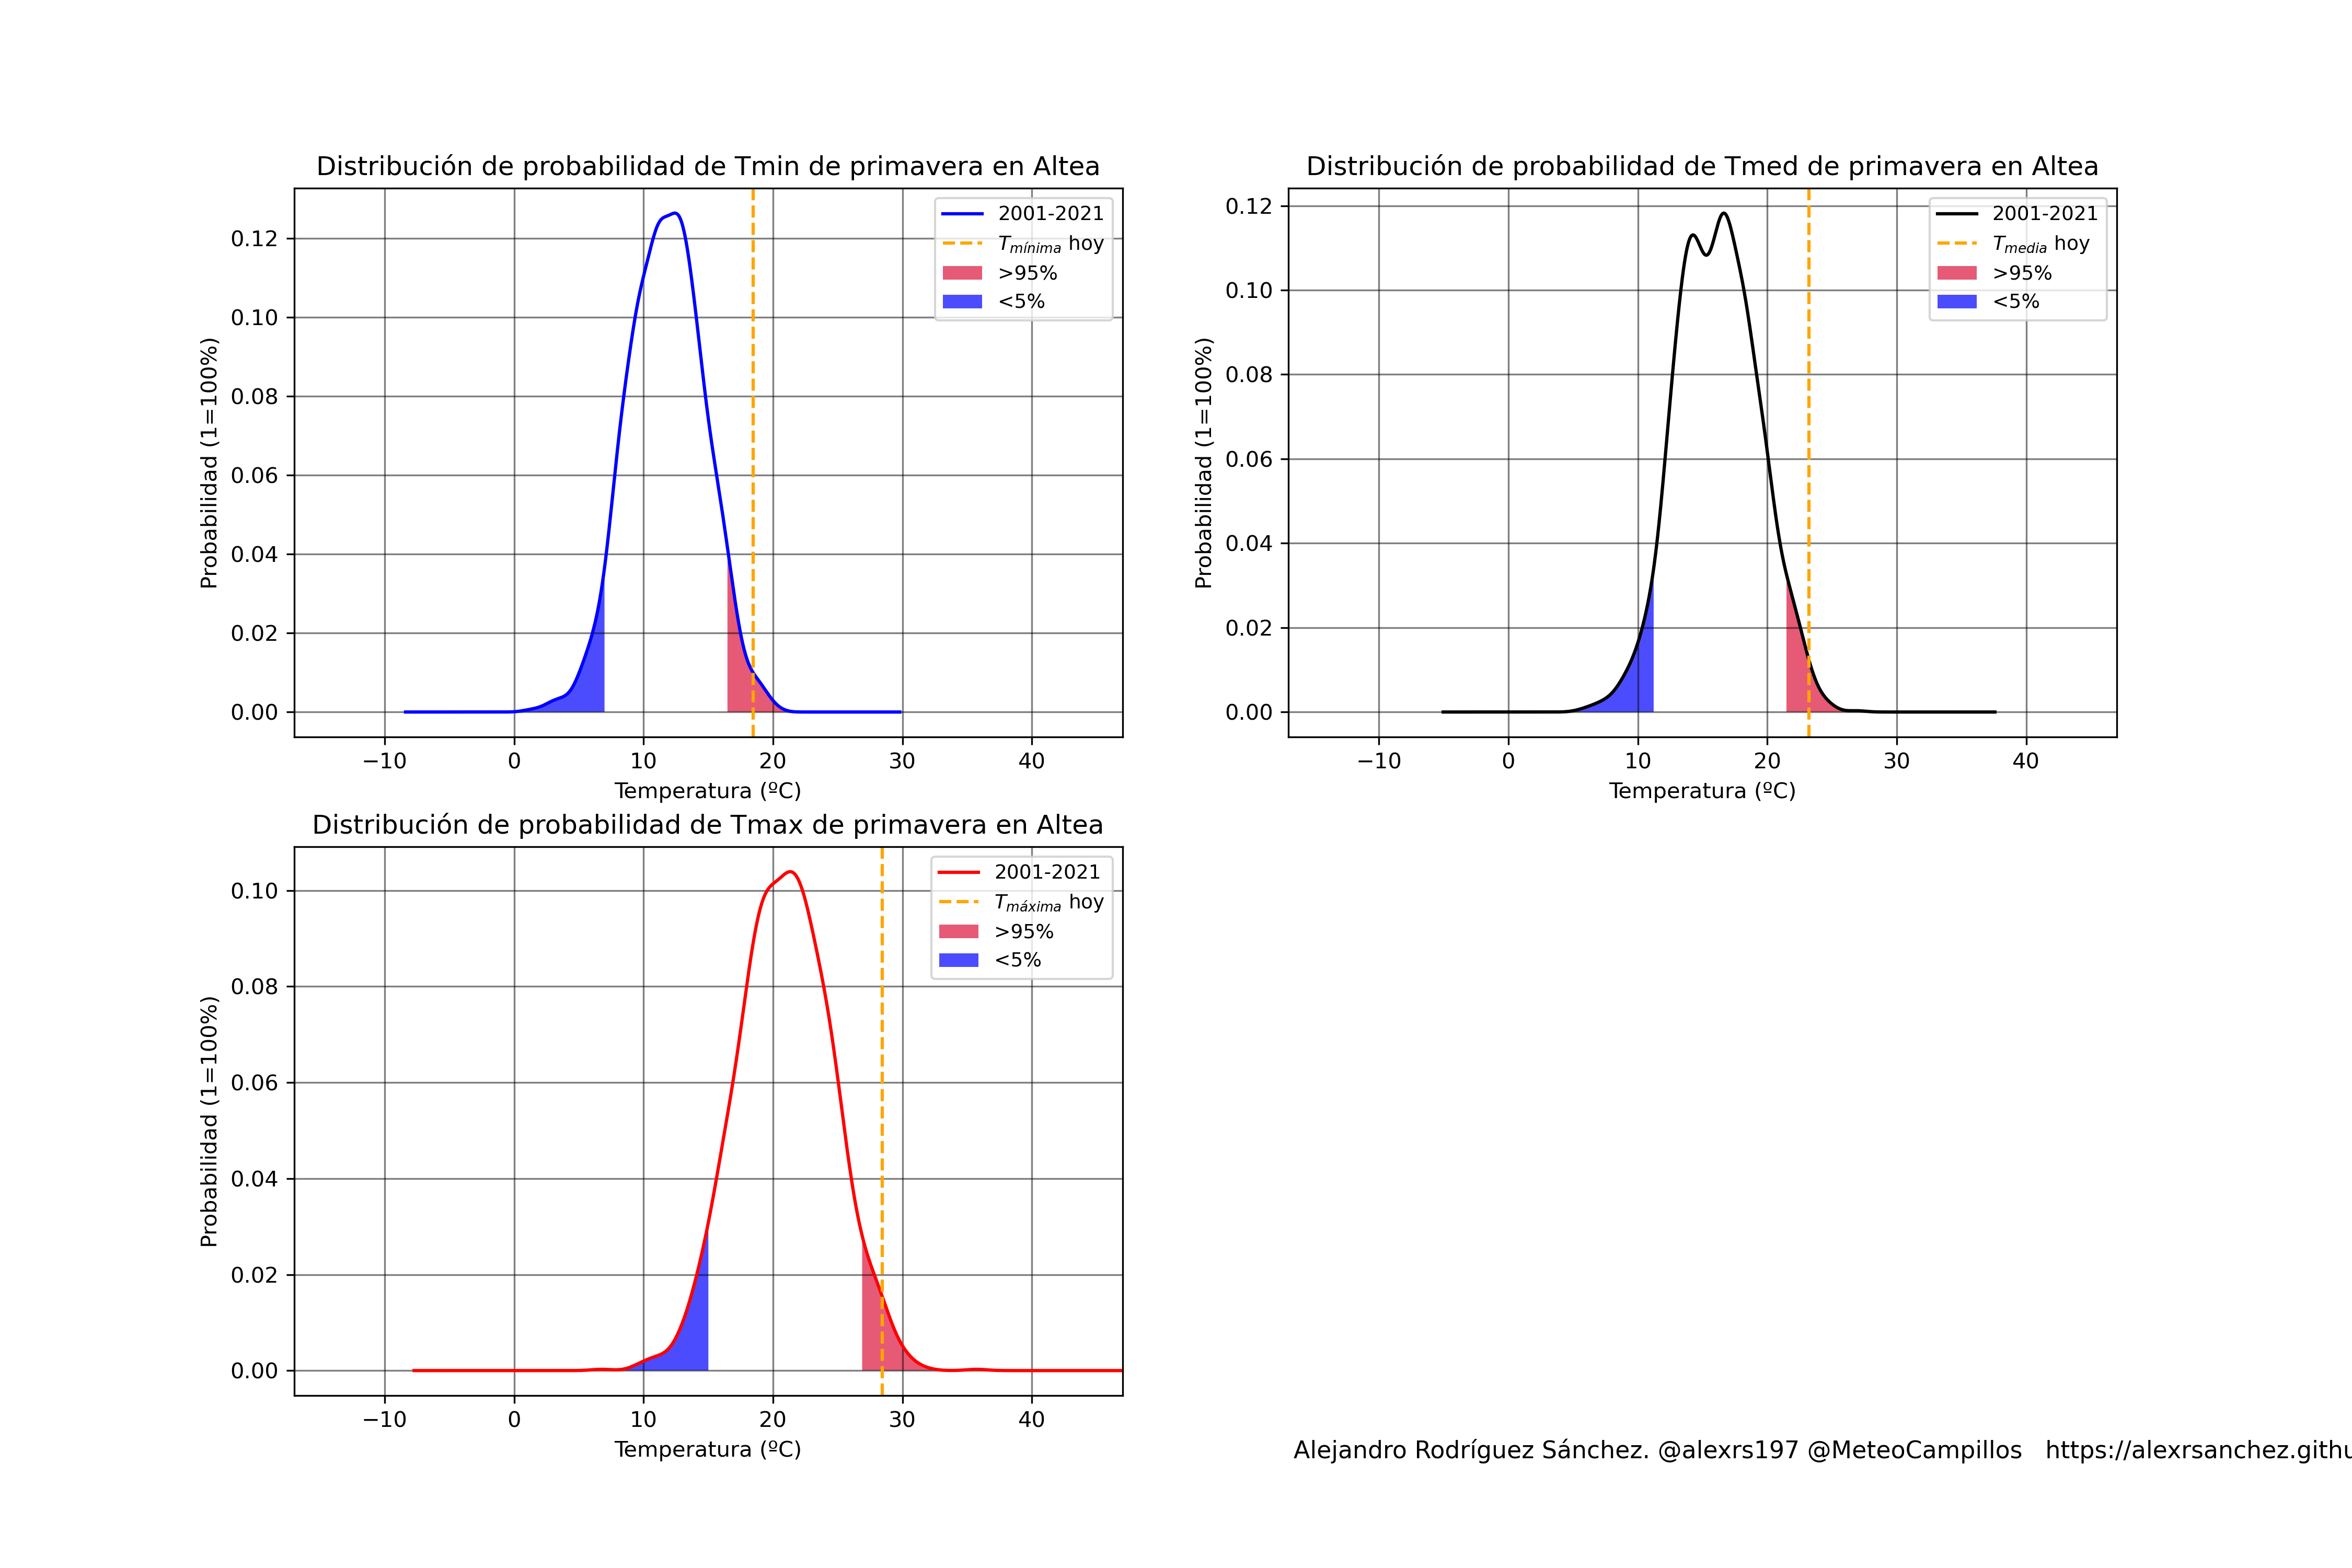 Distribución de probabilidad de Tmin de primavera en Altea
Probabilidad (1=100%)
0.12
0.10
0.08
0.06
0.04
0.02
0.00
−10 0 10 20 30 40
Temperatura (ºC)
2001-2021
Tmínima hoy
>95%
<5%
Distribución de probabilidad de Tmed de primavera en Altea
Probabilidad (1=100%)
0.12
0.10
0.08
0.06
0.04
0.02
0.00
−10 0 10 20 30 40
Temperatura (ºC)
2001-2021
Tmedia hoy
>95%
<5%
Distribución de probabilidad de Tmax de primavera en Altea
Probabilidad (1=100%)
0.10
0.08
0.06
0.04
0.02
0.00
−10 0 10 20 30 40
Temperatura (ºC)
2001-2021
Tmáxima hoy
>95%
<5%
Alejandro Rodríguez Sánchez. @alexrs197 @MeteoCampillos https://alexrsanchez.githu